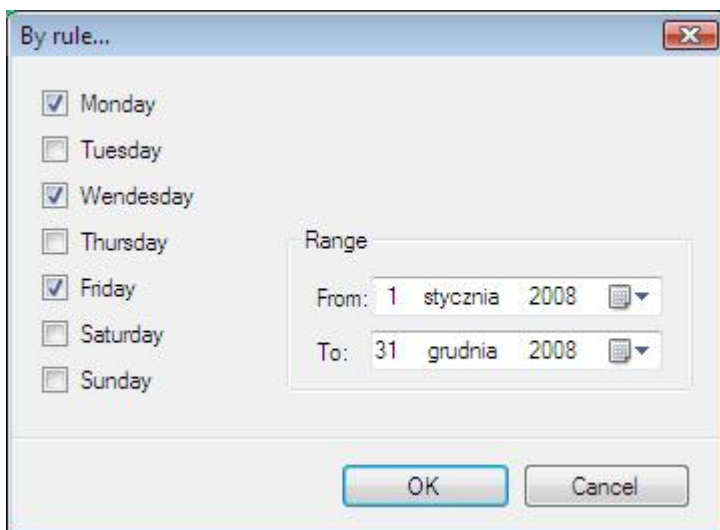 By rule...
Monday
Tuesday
Wendesday
Thursday
Friday
Saturday
Sunday
Range
From: 1 stycznia 2008
To: 31 grudnia 2008
OK Cancel